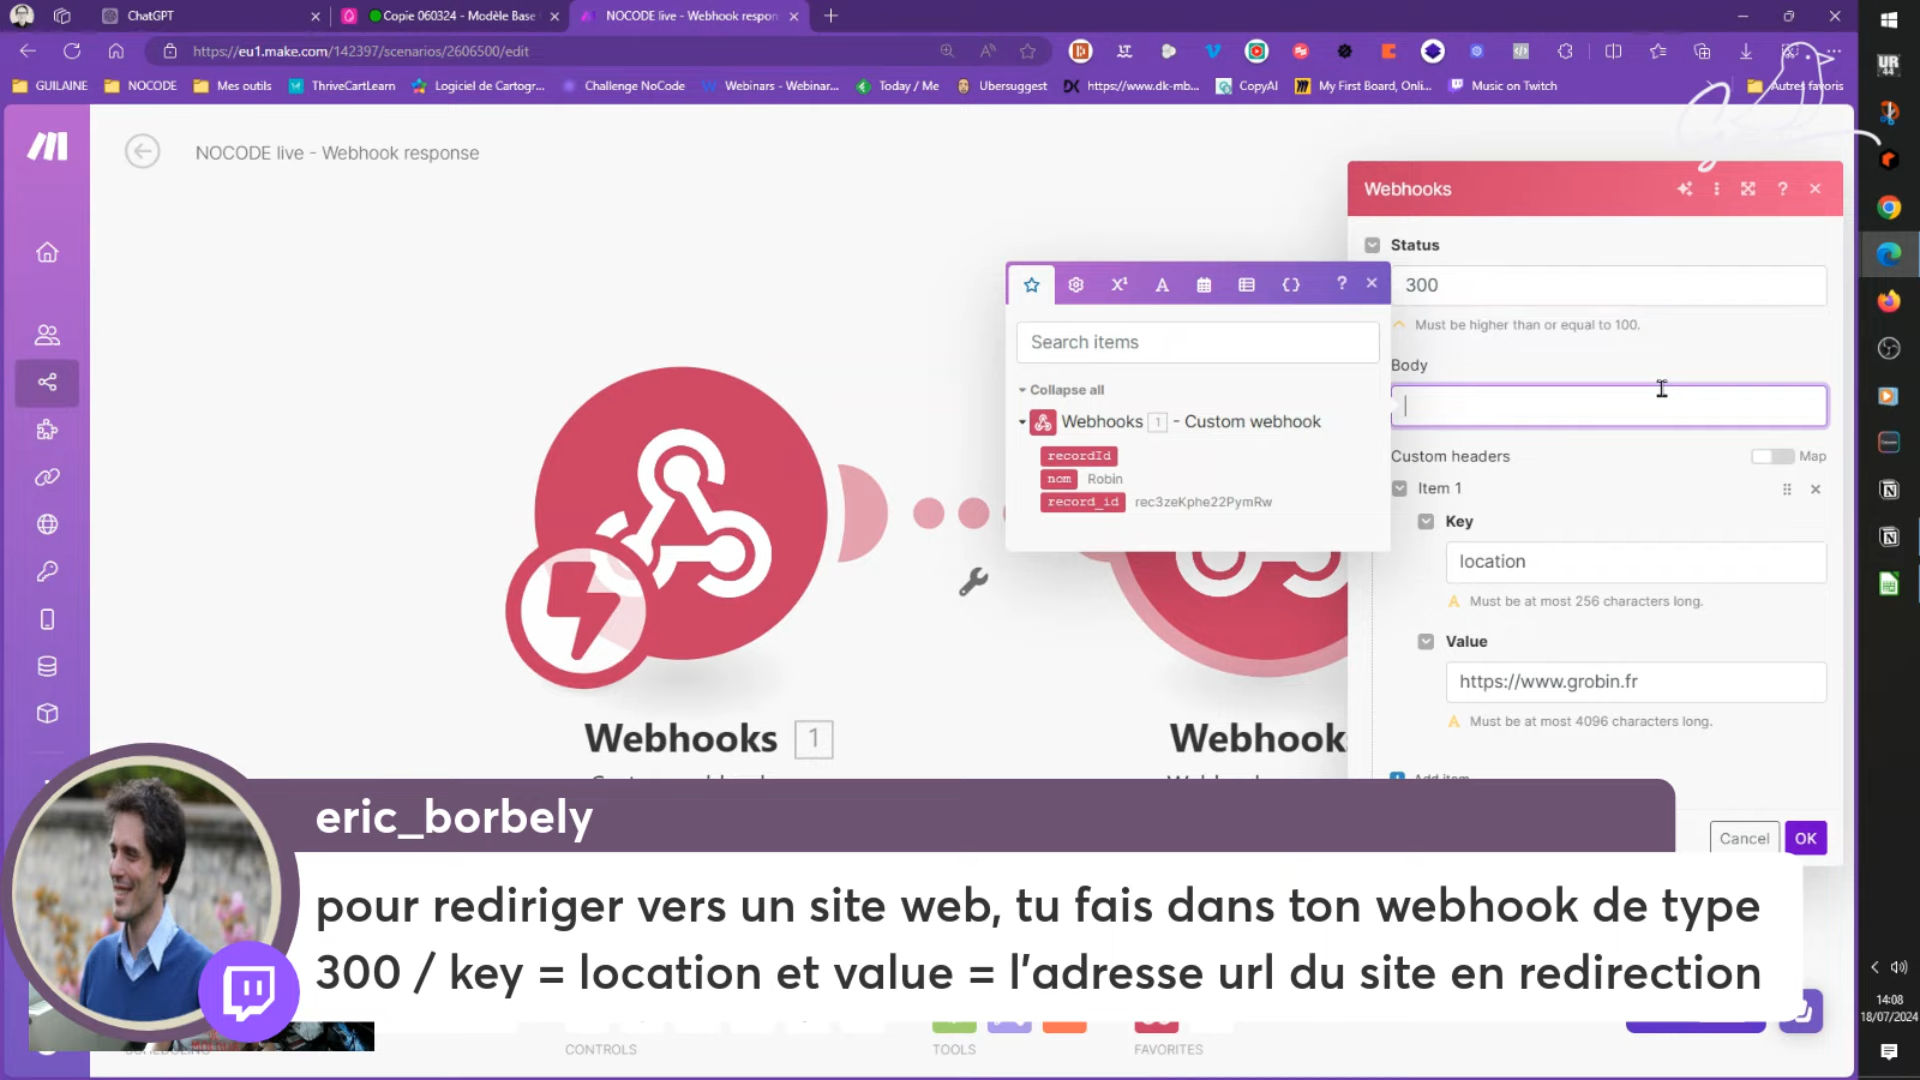 ChatGPT
Copie 060324 - Modèle Base
NOCODE live - Webhook respon
https://eu1.make.com/142397/scenarios/2606500/edit
GUILAINE
NOCODE
Mes outils
ThriveCartLearn
Logiciel de Cartogr...
Challenge NoCode
Webinars - Webinar...
Today / Me
Ubersuggest
https://www.dk-mb...
CopyAI
My First Board, Onli...
Music on Twitch
Autres favoris
UR
44
NOCODE live - Webhook response
Webhooks
Status
300
Must be higher than or equal to 100.
Body
Search items
Collapse all
Webhooks 1 - Custom webhook
recordId
nom Robin
record_id rec3zeKphe22PymRw
Custom headers
Map
Item 1
Key
location
Must be at most 256 characters long.
Value
https://www.grobin.fr
Must be at most 4096 characters long.
Add item
Webhooks 1
Webhook
Cancel
OK
eric_borbely
pour rediriger vers un site web, tu fais dans ton webhook de type
300 / key = location et value = l'adresse url du site en redirection
CONTROLS
TOOLS
FAVORITES
14:08
18/07/2024